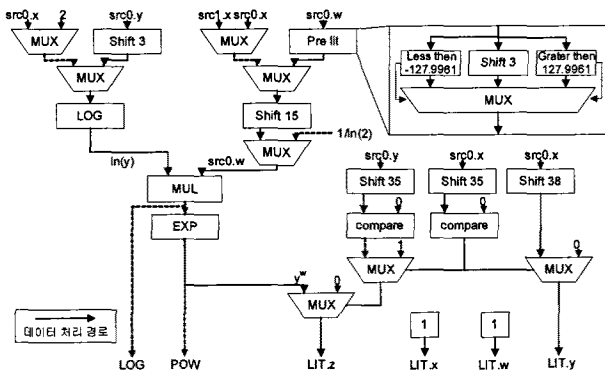 src0.x 2 src0.y src1.x src0.x src0.w
MUX Shift 3 MUX Pre lit
Less then -127.9961 Shift 3 Grater then 127.9961
MUX MUX MUX
LOG Shift 15
1/ln(2)
MUX
ln(y) src0.w
src0.y src0.x src0.x
MUL Shift 35 Shift 35 Shift 38
0 0
EXP compare compare
1 0
MUX MUX
y^w 0
MUX
1 1
데이터 처리 경로
LOG POW LIT.z LIT.x LIT.w LIT.y